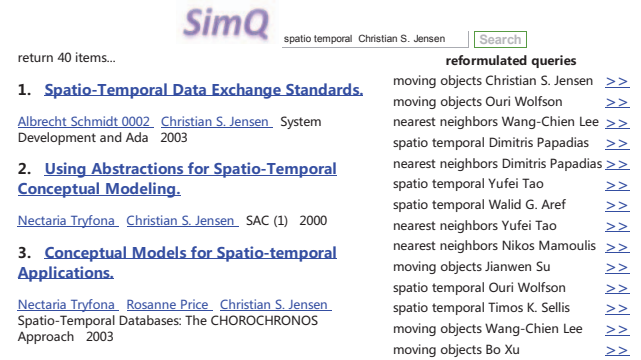 SimQ
spatio temporal Christian S. Jensen Search
return 40 items...
1. Spatio-Temporal Data Exchange Standards.
Albrecht Schmidt 0002 Christian S. Jensen System
Development and Ada 2003
2. Using Abstractions for Spatio-Temporal
Conceptual Modeling.
Nectaria Tryfona Christian S. Jensen SAC (1) 2000
3. Conceptual Models for Spatio-temporal
Applications.
Nectaria Tryfona Rosanne Price Christian S. Jensen
Spatio-Temporal Databases: The CHOROCHRONOS
Approach 2003
reformulated queries
moving objects Christian S. Jensen >>
moving objects Ouri Wolfson >>
nearest neighbors Wang-Chien Lee >>
spatio temporal Dimitris Papadias >>
nearest neighbors Dimitris Papadias >>
spatio temporal Yufei Tao >>
spatio temporal Walid G. Aref >>
nearest neighbors Yufei Tao >>
nearest neighbors Nikos Mamoulis >>
moving objects Jianwen Su >>
spatio temporal Ouri Wolfson >>
spatio temporal Timos K. Sellis >>
moving objects Wang-Chien Lee >>
moving objects Bo Xu >>